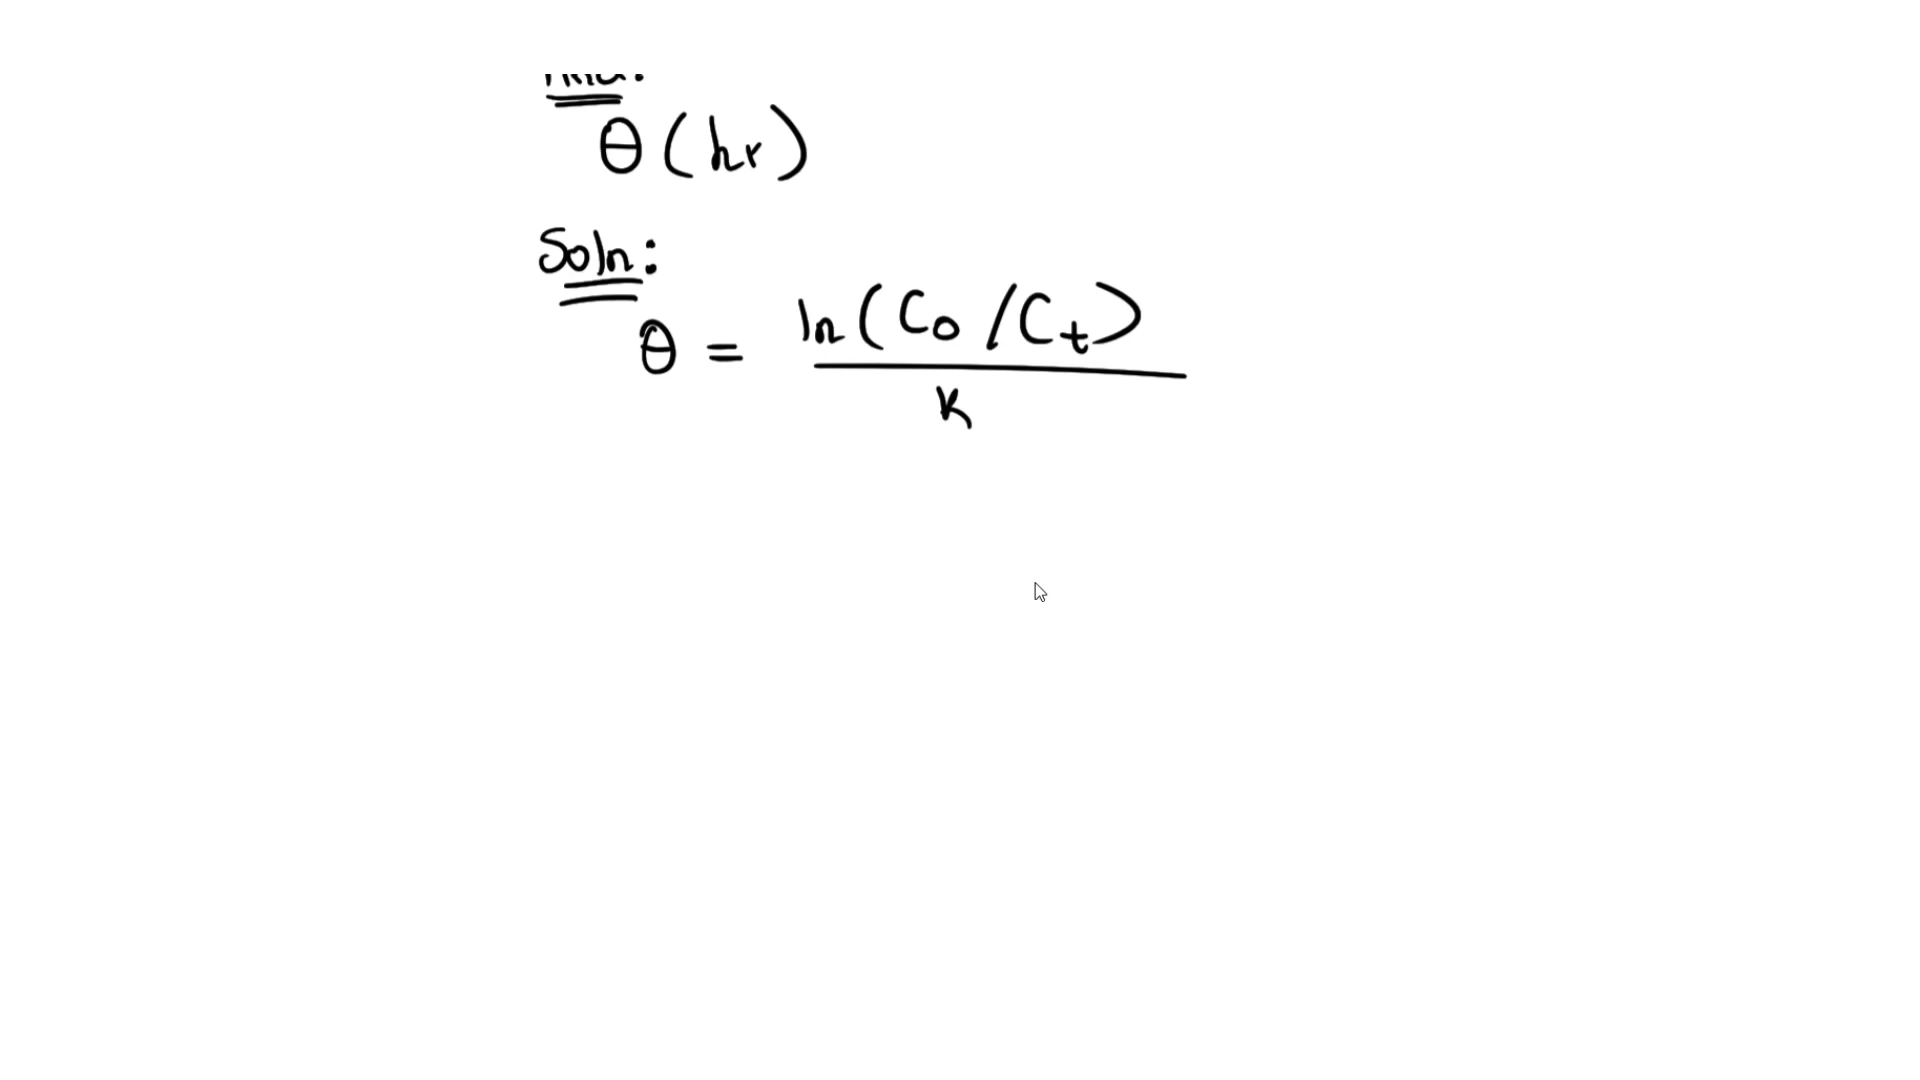 θ (hr)
Soln:
θ = ln(C₀/Cₜ) / K